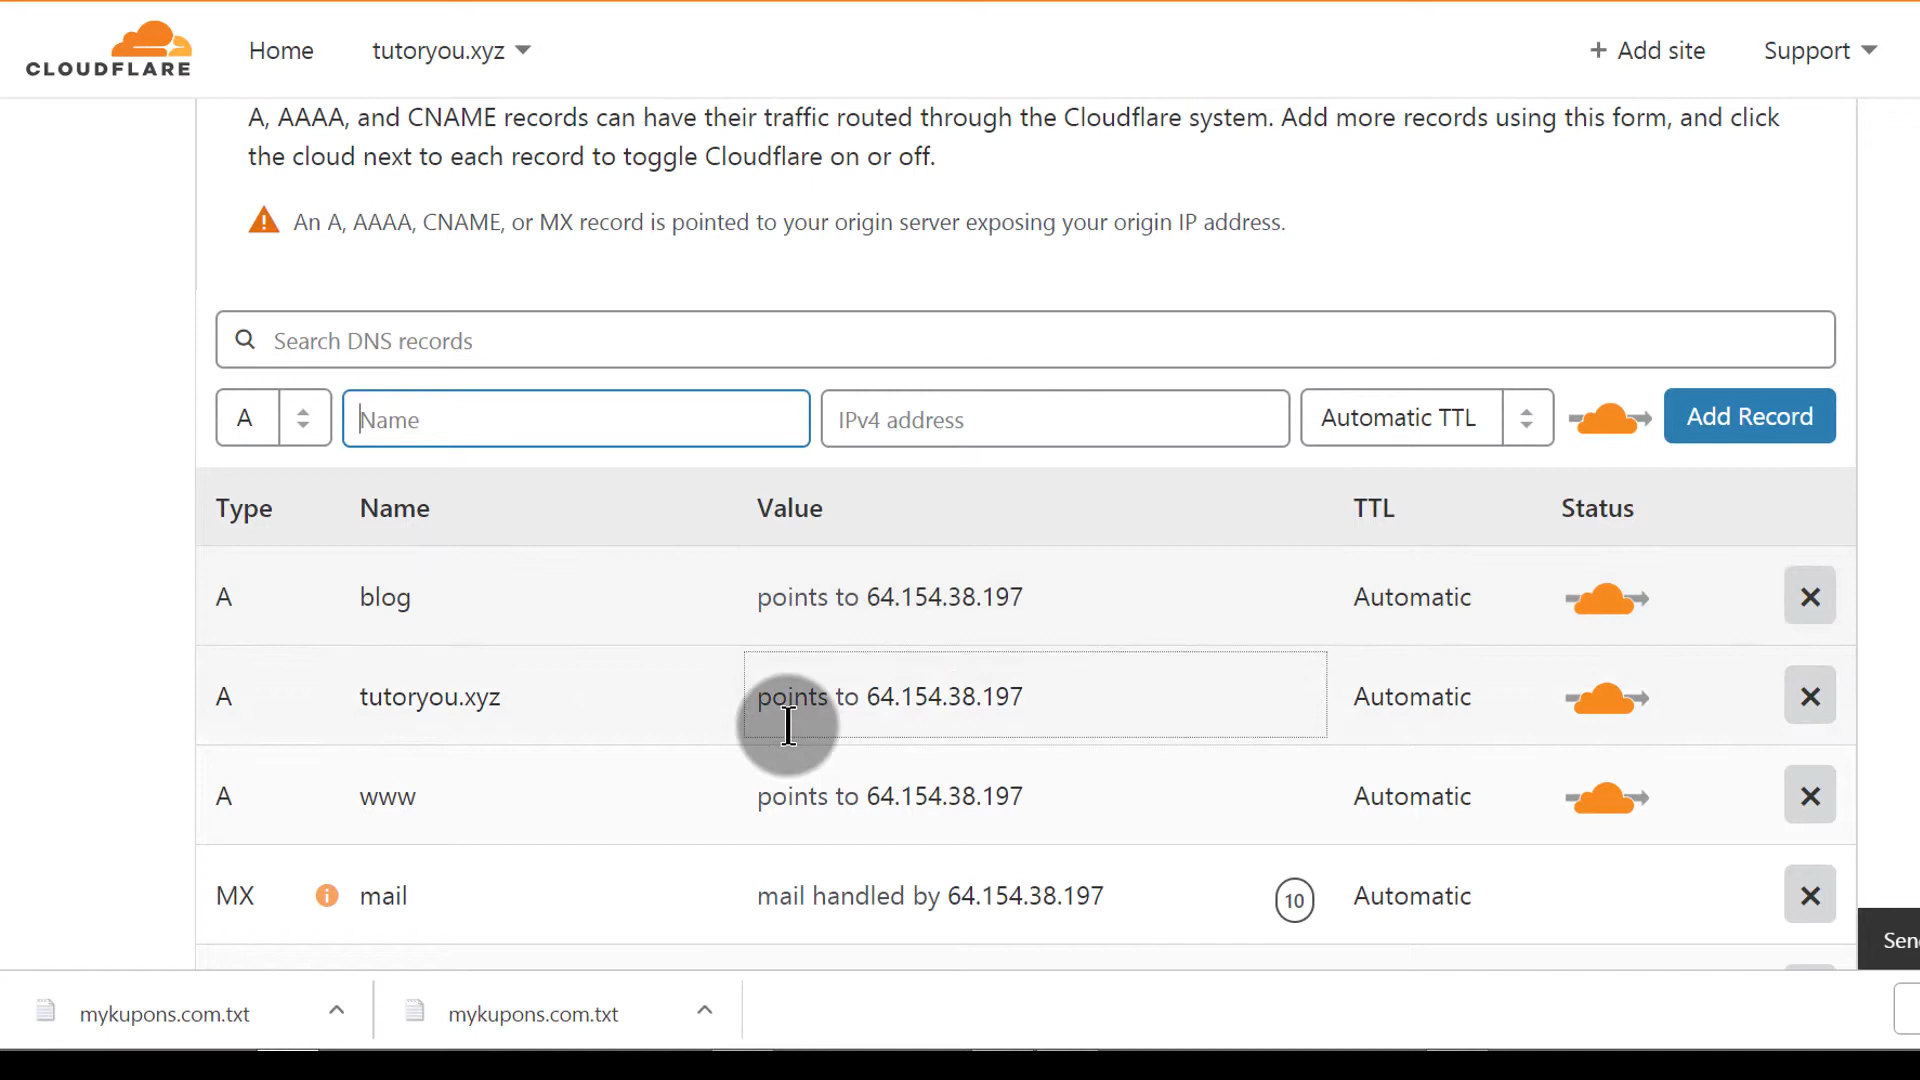 CLOUDFLARE
Home
tutoryou.xyz
+ Add site
Support
A, AAAA, and CNAME records can have their traffic routed through the Cloudflare system. Add more records using this form, and click
the cloud next to each record to toggle Cloudflare on or off.
An A, AAAA, CNAME, or MX record is pointed to your origin server exposing your origin IP address.
Search DNS records
A Name IPv4 address Automatic TTL Add Record
Type Name Value TTL Status
A blog points to 64.154.38.197 Automatic
A tutoryou.xyz points to 64.154.38.197 Automatic
A www points to 64.154.38.197 Automatic
MX mail mail handled by 64.154.38.197 10 Automatic
mykupons.com.txt mykupons.com.txt